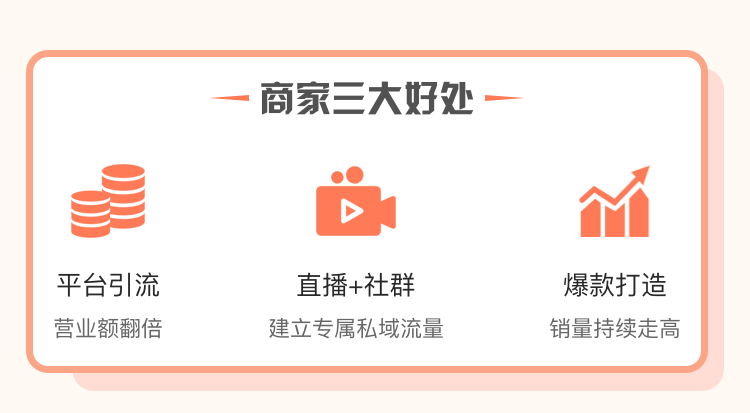 商家三大好处
平台引流
直播+社群
爆款打造
营业额翻倍
建立专属私域流量
销量持续走高